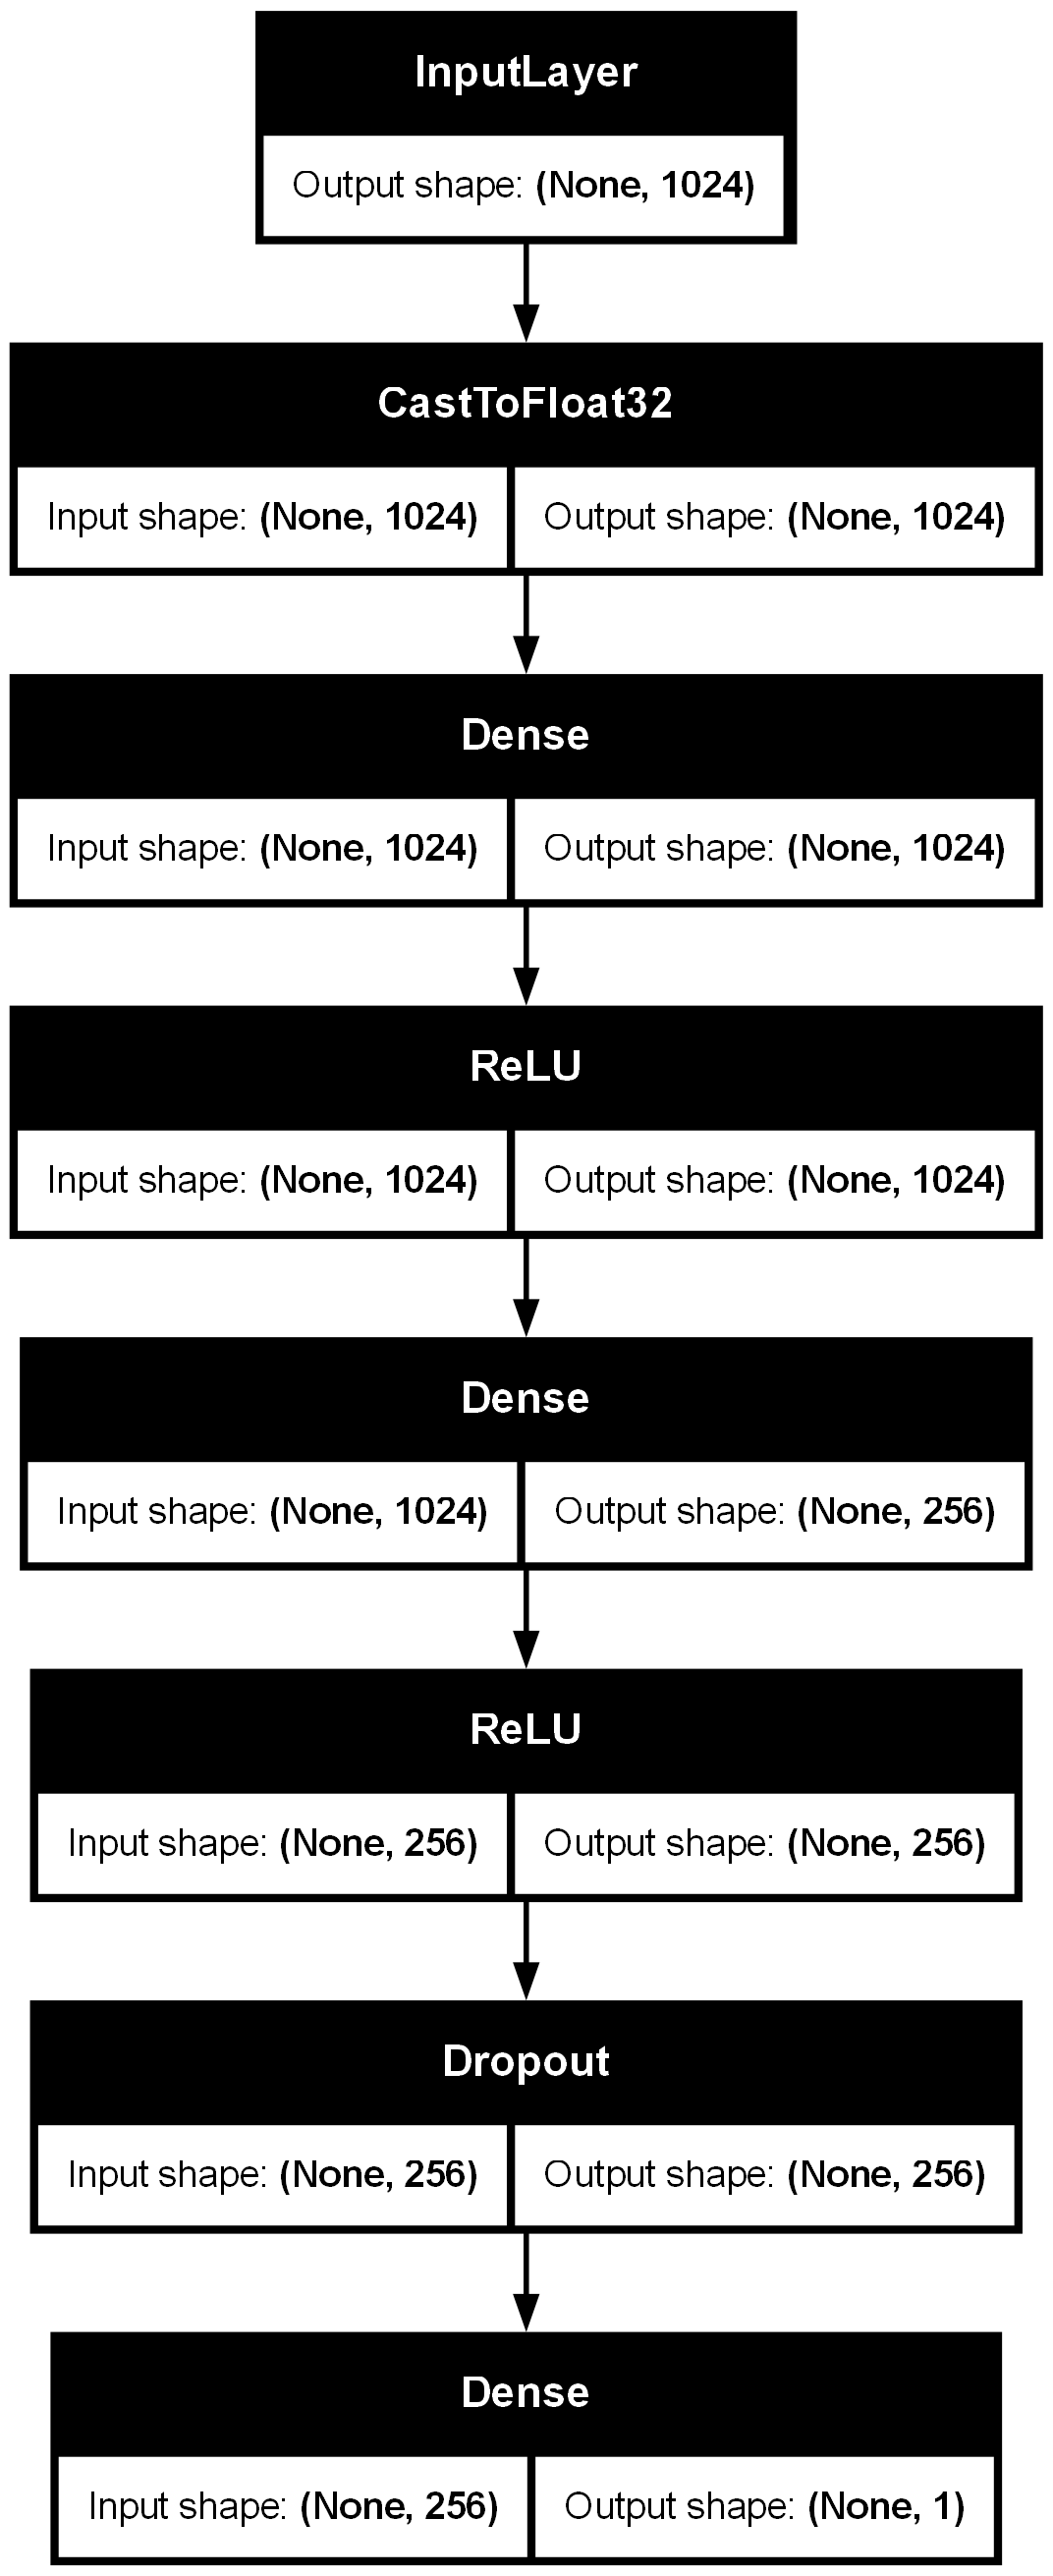 InputLayer
Output shape: (None, 1024)
CastToFloat32
Input shape: (None, 1024) Output shape: (None, 1024)
Dense
Input shape: (None, 1024) Output shape: (None, 1024)
ReLU
Input shape: (None, 1024) Output shape: (None, 1024)
Dense
Input shape: (None, 1024) Output shape: (None, 256)
ReLU
Input shape: (None, 256) Output shape: (None, 256)
Dropout
Input shape: (None, 256) Output shape: (None, 256)
Dense
Input shape: (None, 256) Output shape: (None, 1)